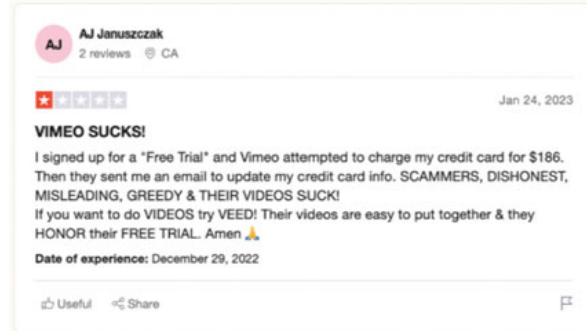 AJ
AJ Januszczak
2 reviews CA
Jan 24, 2023
VIMEO SUCKS!
I signed up for a "Free Trial" and Vimeo attempted to charge my credit card for $186.
Then they sent me an email to update my credit card info. SCAMMERS, DISHONEST,
MISLEADING, GREEDY & THEIR VIDEOS SUCK!
If you want to do VIDEOS try VEED! Their videos are easy to put together & they
HONOR their FREE TRIAL. Amen 🙏
Date of experience: December 29, 2022
Useful Share